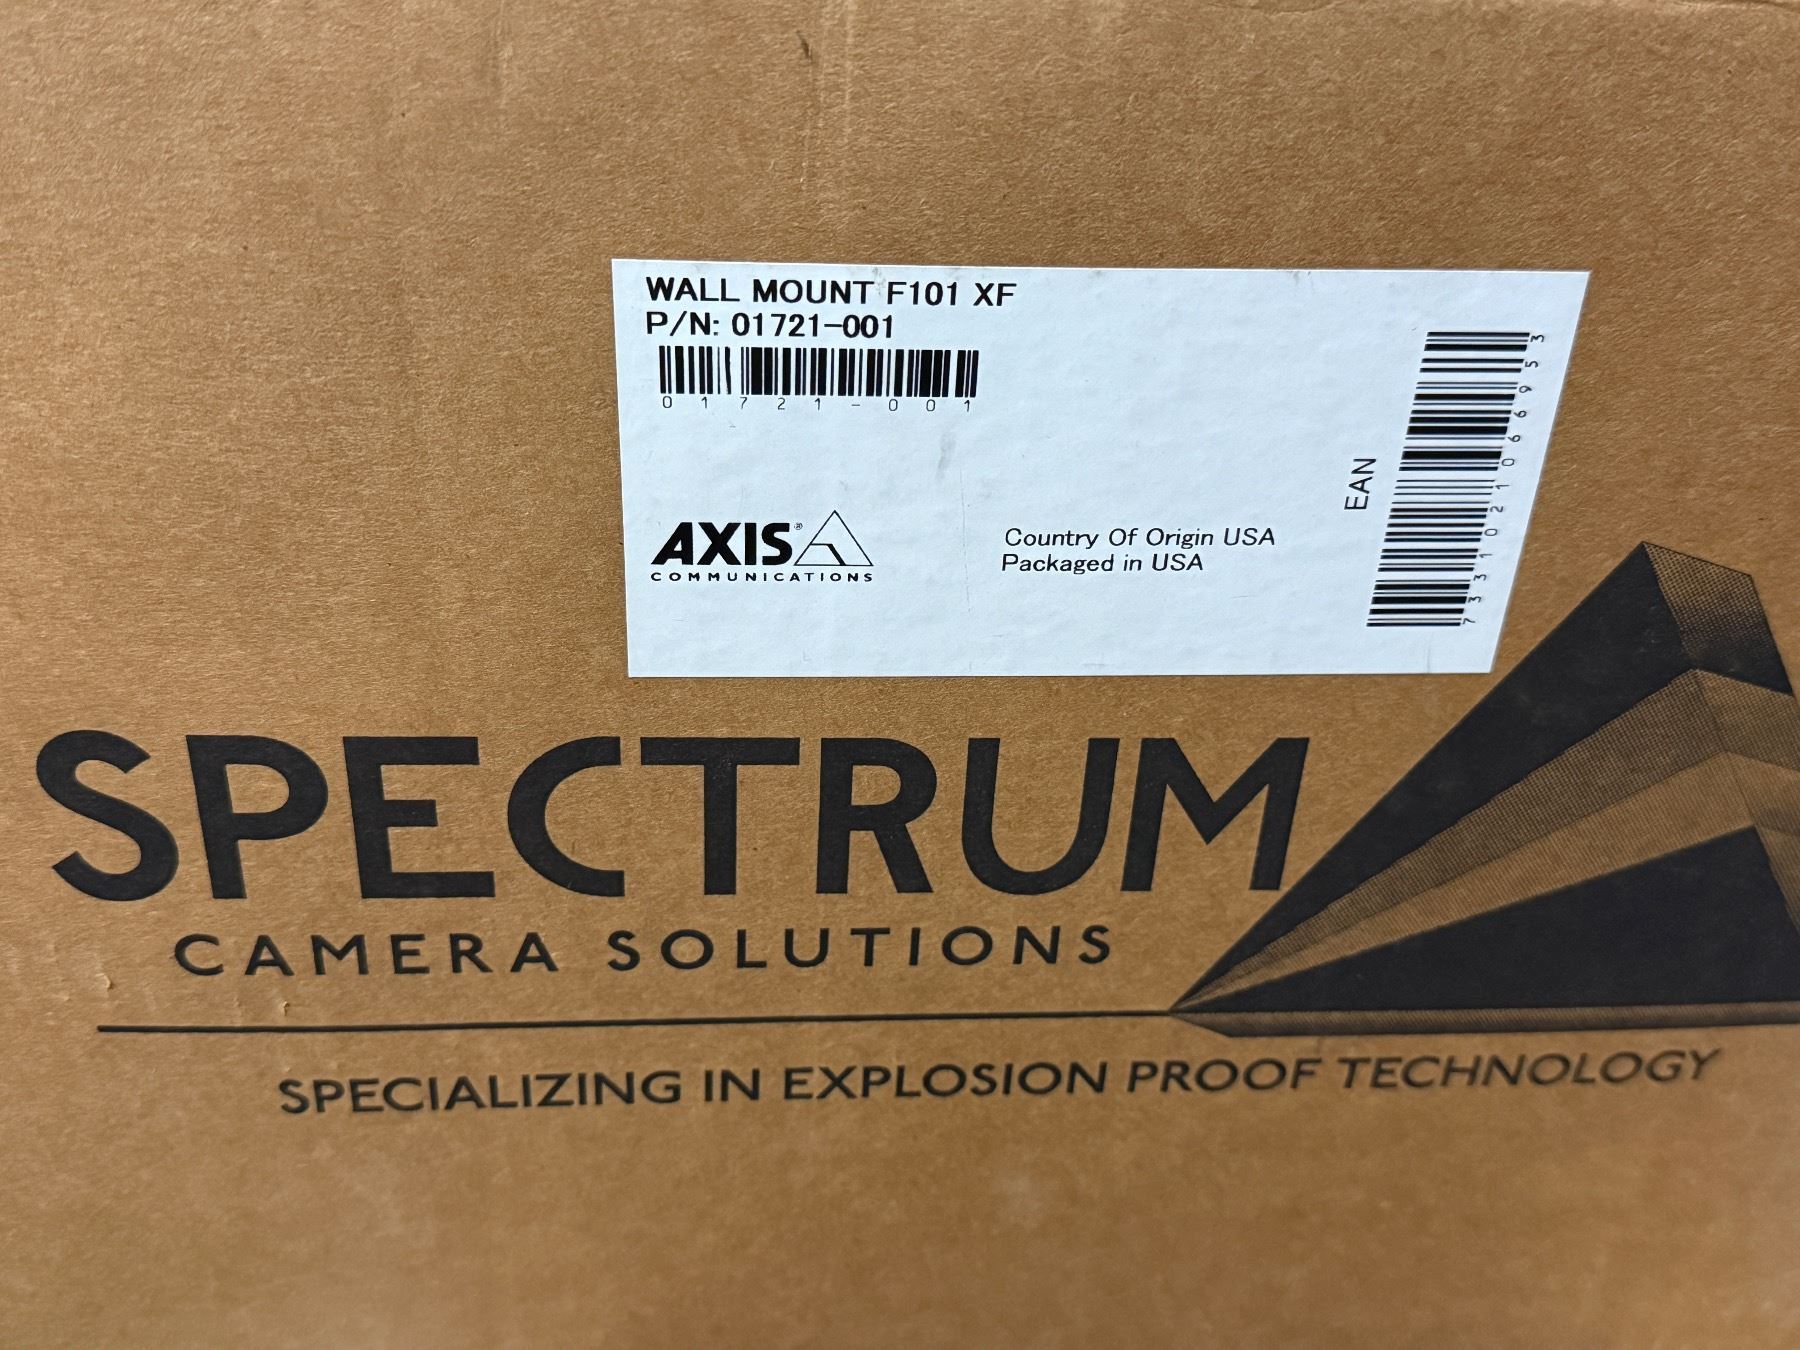 WALL MOUNT F101 XF
P/N: 01721-001
01721-001
EAN
7331021066953
AXIS®
COMMUNICATIONS
Country Of Origin USA
Packaged in USA
SPECTRUM
CAMERA SOLUTIONS
SPECIALIZING IN EXPLOSION PROOF TECHNOLOGY